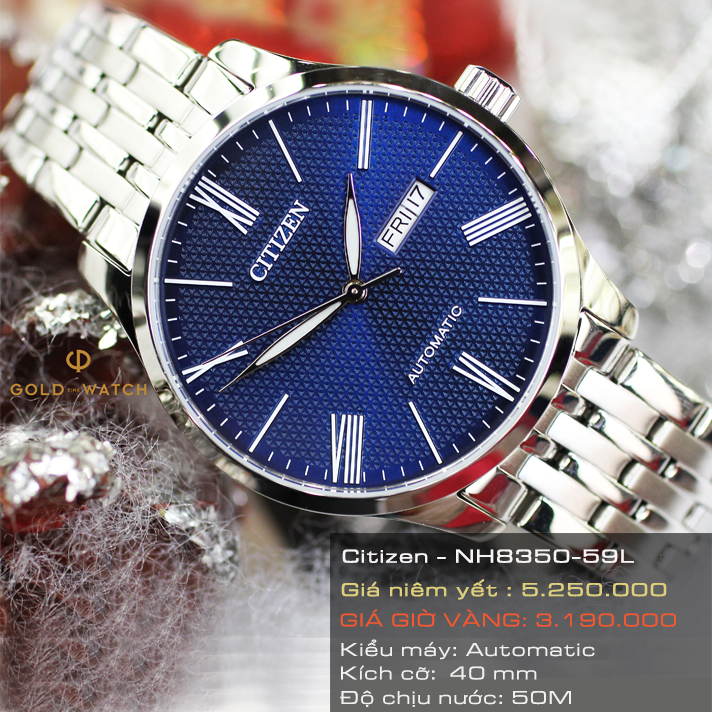 CITIZEN
FRI 17
AUTOMATIC
GOLD TIME WATCH
Citizen - NH8350-59L
Giá niêm yết : 5.250.000
GIÁ GIỜ VÀNG: 3.190.000
Kiểu máy: Automatic
Kích cỡ: 40 mm
Độ chịu nước: 50M